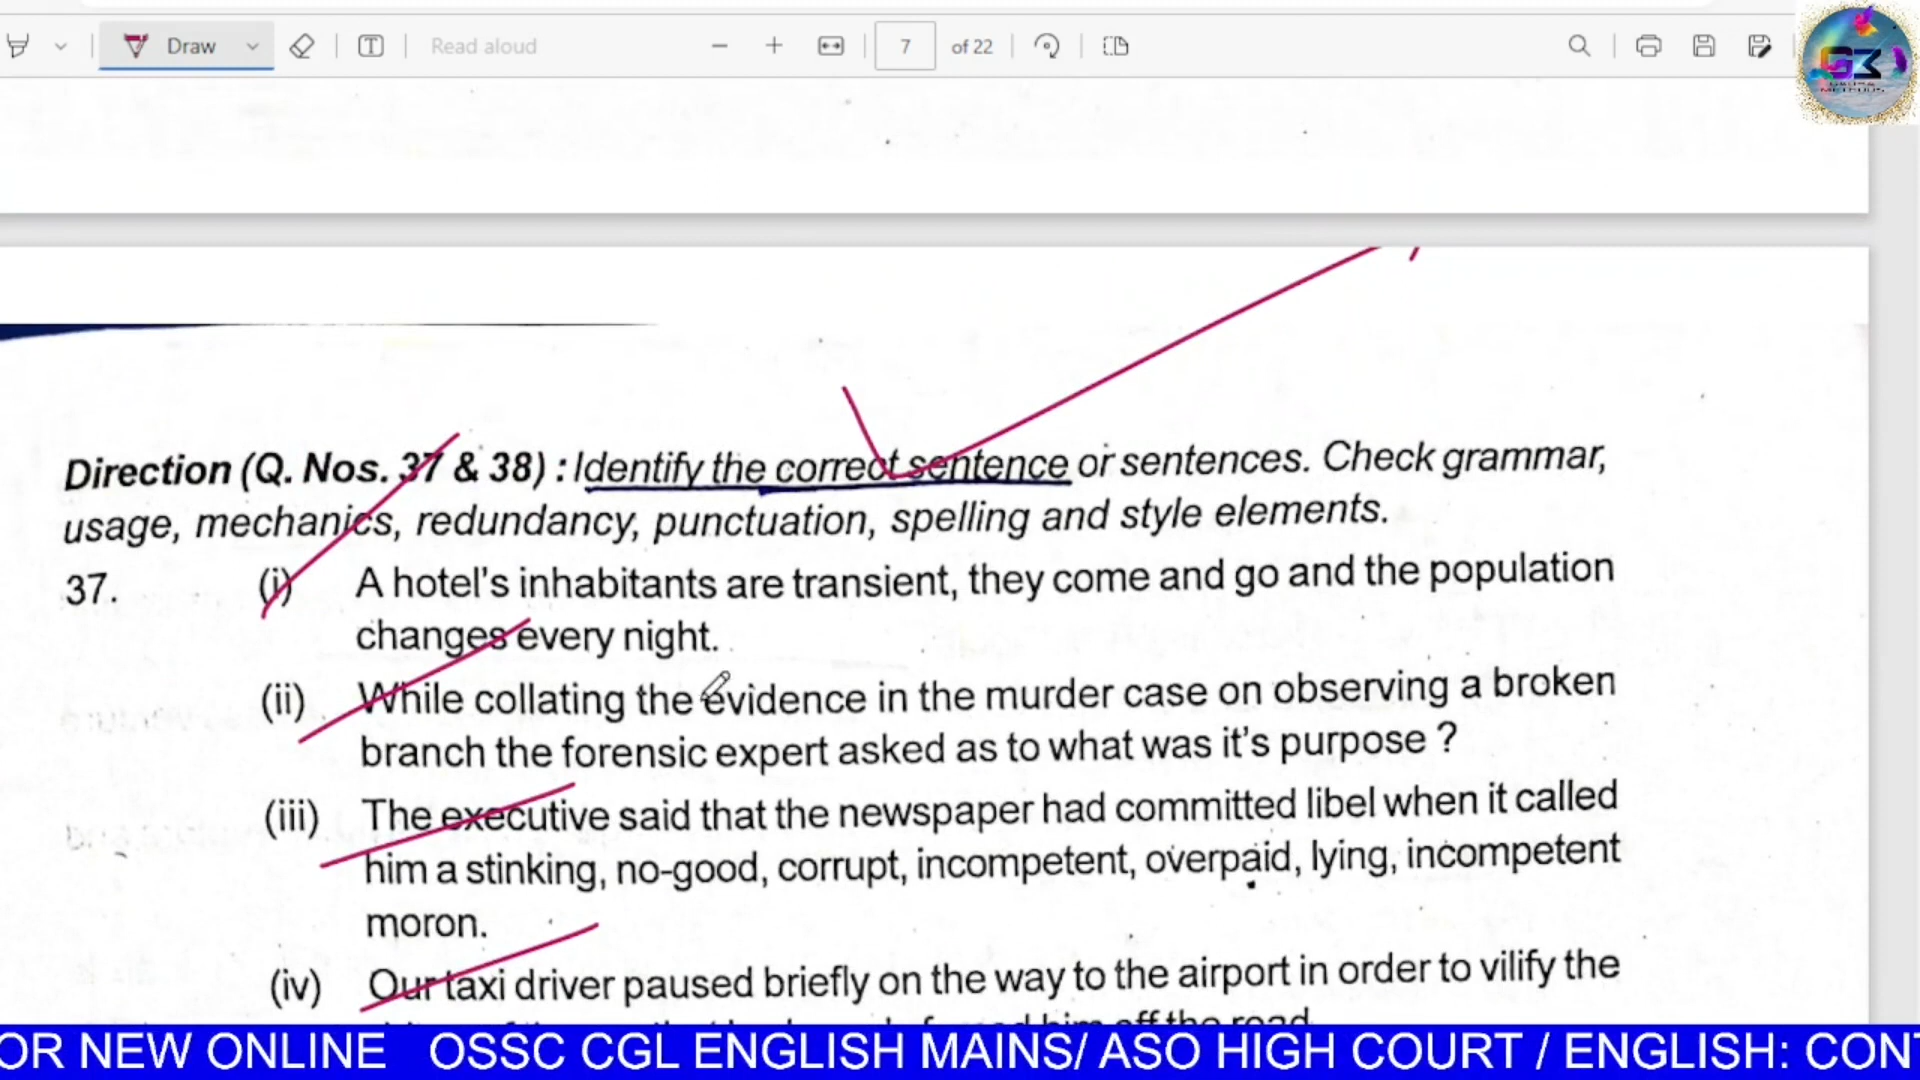 Draw
Read aloud
7 of 22
G3
Direction (Q. Nos. 37 & 38) : Identify the correct sentence or sentences. Check grammar,
usage, mechanics, redundancy, punctuation, spelling and style elements.
37. (i) A hotel's inhabitants are transient, they come and go and the population
changes every night.
(ii) While collating the evidence in the murder case on observing a broken
branch the forensic expert asked as to what was it's purpose ?
(iii) The executive said that the newspaper had committed libel when it called
him a stinking, no-good, corrupt, incompetent, overpaid, lying, incompetent
moron.
(iv) Our taxi driver paused briefly on the way to the airport in order to vilify the
him off the road.
OR NEW ONLINE OSSC CGL ENGLISH MAINS/ ASO HIGH COURT / ENGLISH: CONT